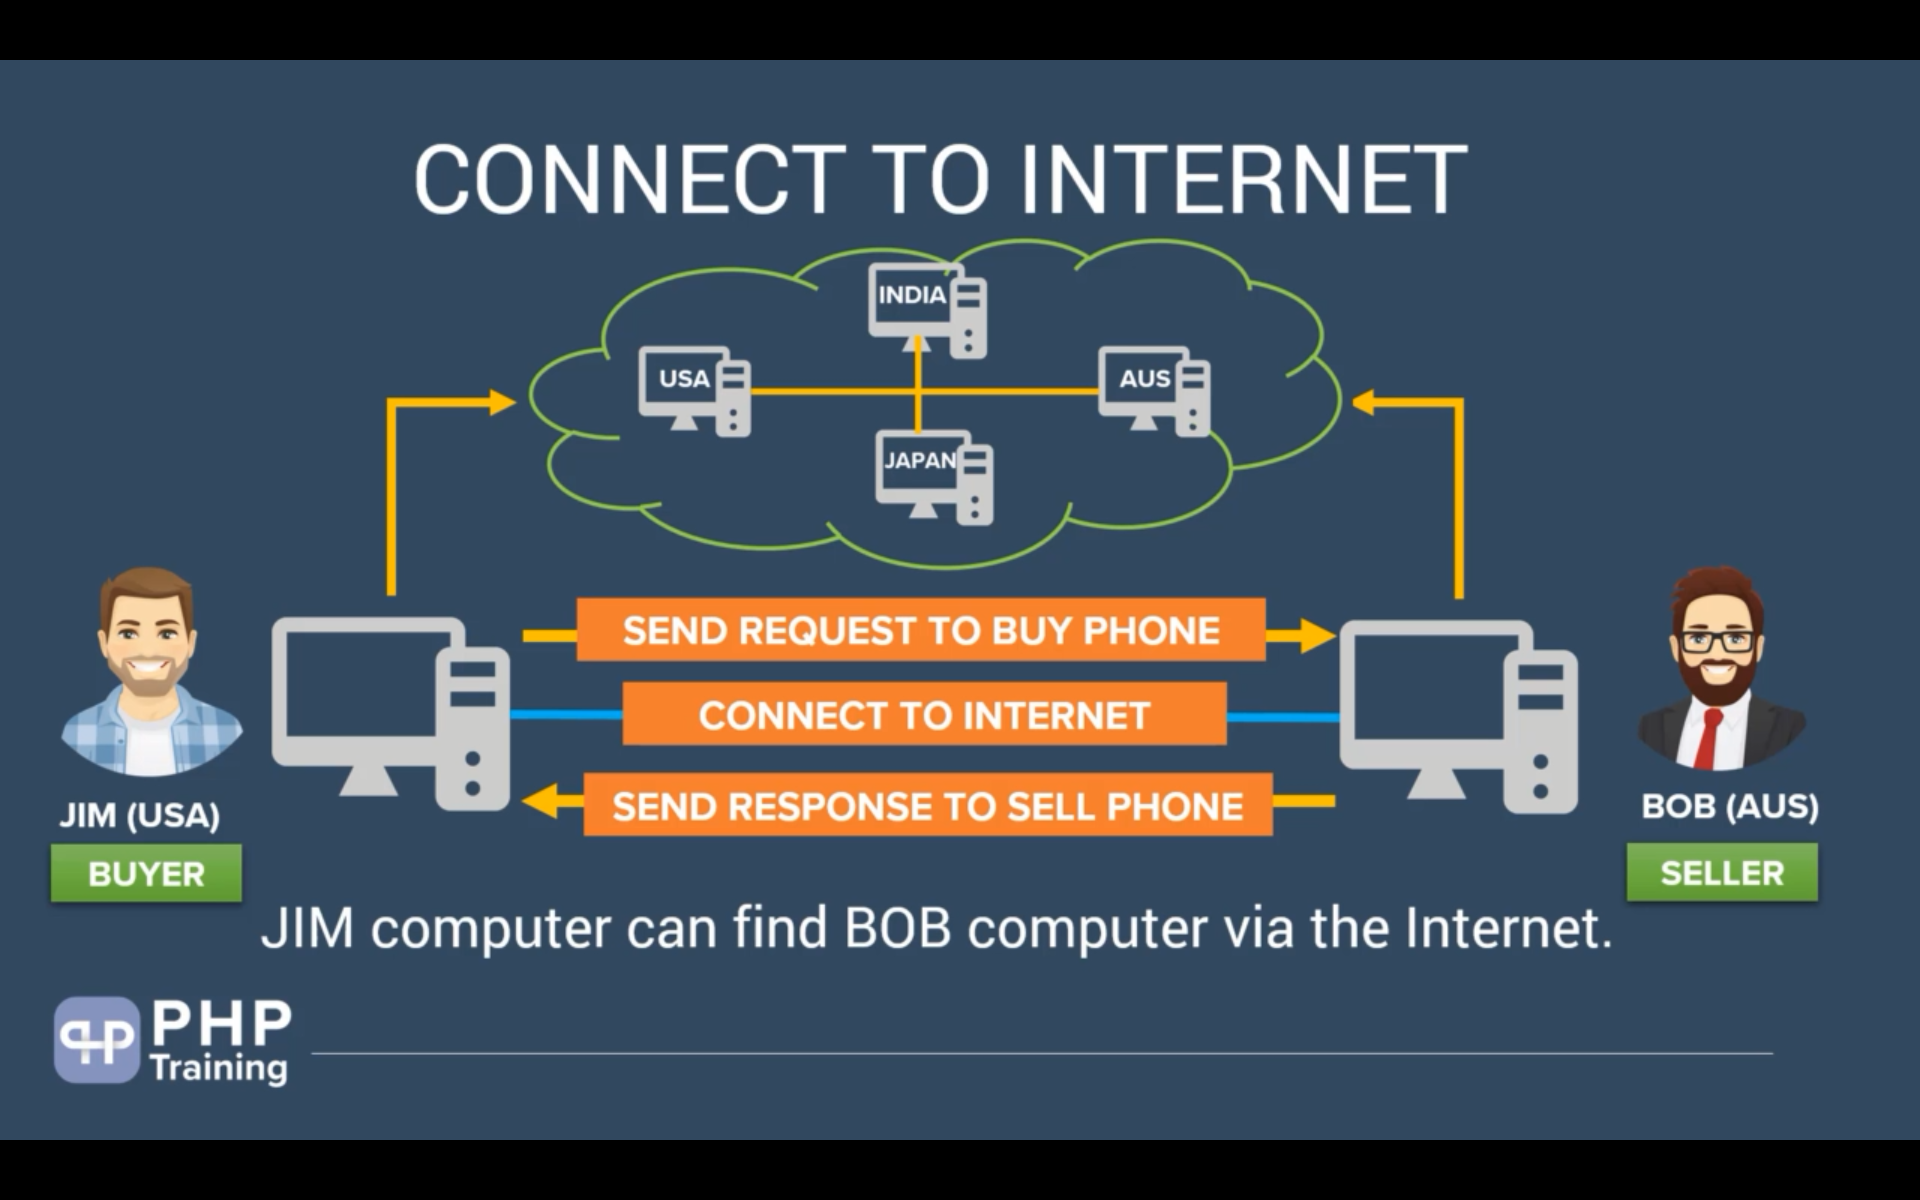 CONNECT TO INTERNET
INDIA
USA
AUS
JAPAN
SEND REQUEST TO BUY PHONE
CONNECT TO INTERNET
SEND RESPONSE TO SELL PHONE
JIM (USA)
BUYER
BOB (AUS)
SELLER
JIM computer can find BOB computer via the Internet.
php
PHP
Training